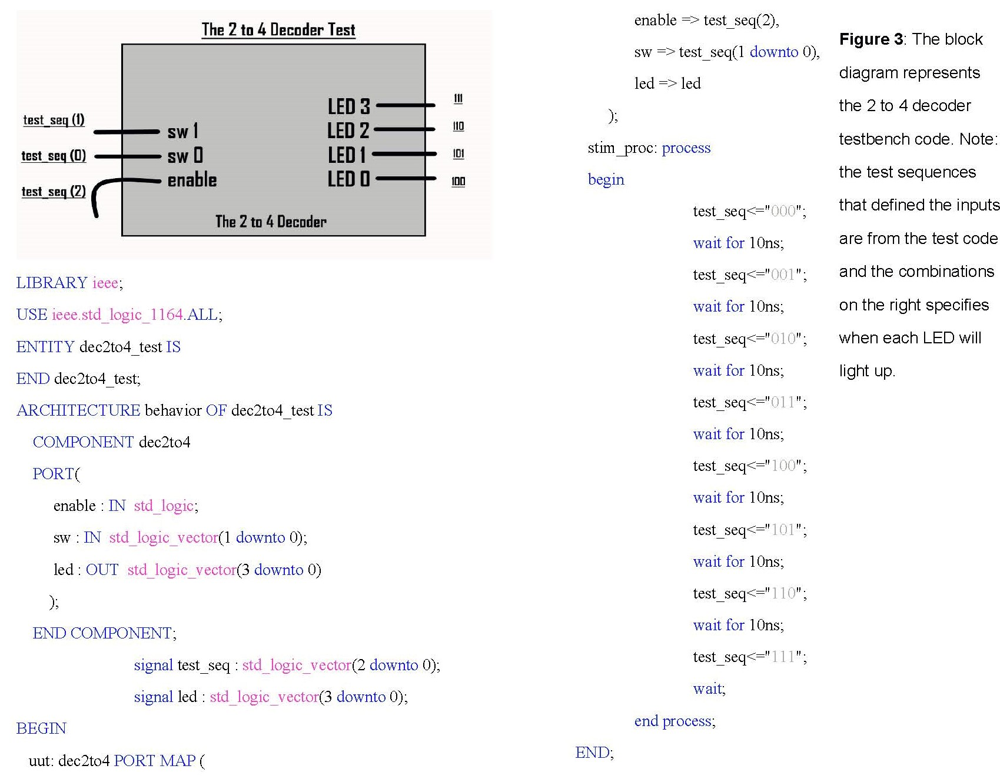 The 2 to 4 Decoder Test
test_seq (1)
test_seq (0)
test_seq (2)
sw 1
sw 0
enable
LED 3
LED 2
LED 1
LED 0
111
110
101
100
The 2 to 4 Decoder
LIBRARY ieee;
USE ieee.std_logic_1164.ALL;
ENTITY dec2to4_test IS
END dec2to4_test;
ARCHITECTURE behavior OF dec2to4_test IS
COMPONENT dec2to4
PORT(
enable : IN std_logic;
sw : IN std_logic_vector(1 downto 0);
led : OUT std_logic_vector(3 downto 0)
);
END COMPONENT;
signal test_seq : std_logic_vector(2 downto 0);
signal led : std_logic_vector(3 downto 0);
BEGIN
uut: dec2to4 PORT MAP (
enable => test_seq(2),
sw => test_seq(1 downto 0),
led => led
);
stim_proc: process
begin
test_seq<="000";
wait for 10ns;
test_seq<="001";
wait for 10ns;
test_seq<="010";
wait for 10ns;
test_seq<="011";
wait for 10ns;
test_seq<="100";
wait for 10ns;
test_seq<="101";
wait for 10ns;
test_seq<="110";
wait for 10ns;
test_seq<="111";
wait;
end process;
END;
Figure 3: The block
diagram represents
the 2 to 4 decoder
testbench code. Note:
the test sequences
that defined the inputs
are from the test code
and the combinations
on the right specifies
when each LED will
light up.